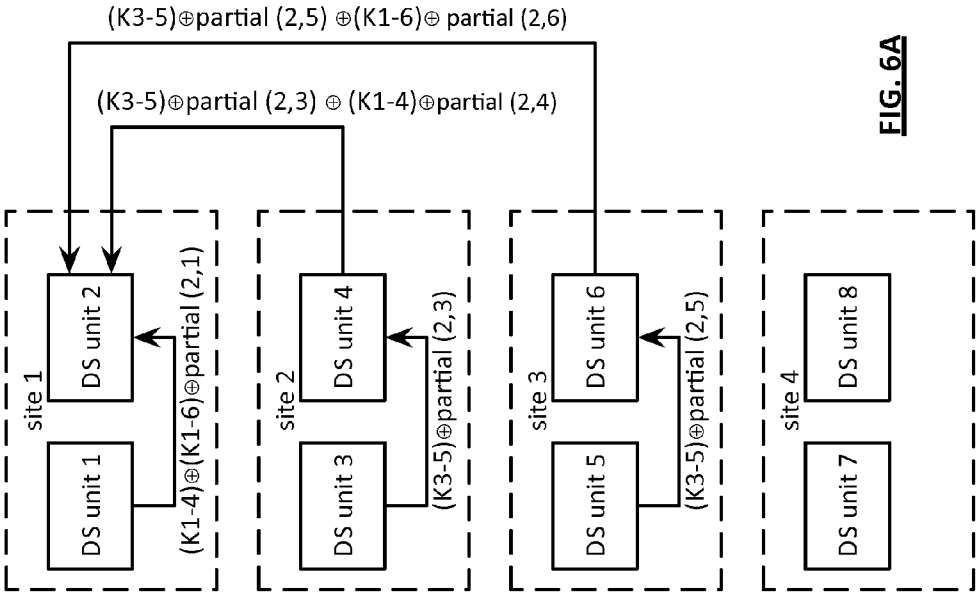 (K3-5)⊕partial (2,5) ⊕(K1-6)⊕ partial (2,6)
(K3-5)⊕partial (2,3) ⊕ (K1-4)⊕partial (2,4)
FIG. 6A
site 1
DS unit 1
DS unit 2
(K1-4)⊕(K1-6)⊕partial (2,1)
site 2
DS unit 3
DS unit 4
(K3-5)⊕partial (2,3)
site 3
DS unit 5
DS unit 6
(K3-5)⊕partial (2,5)
site 4
DS unit 7
DS unit 8